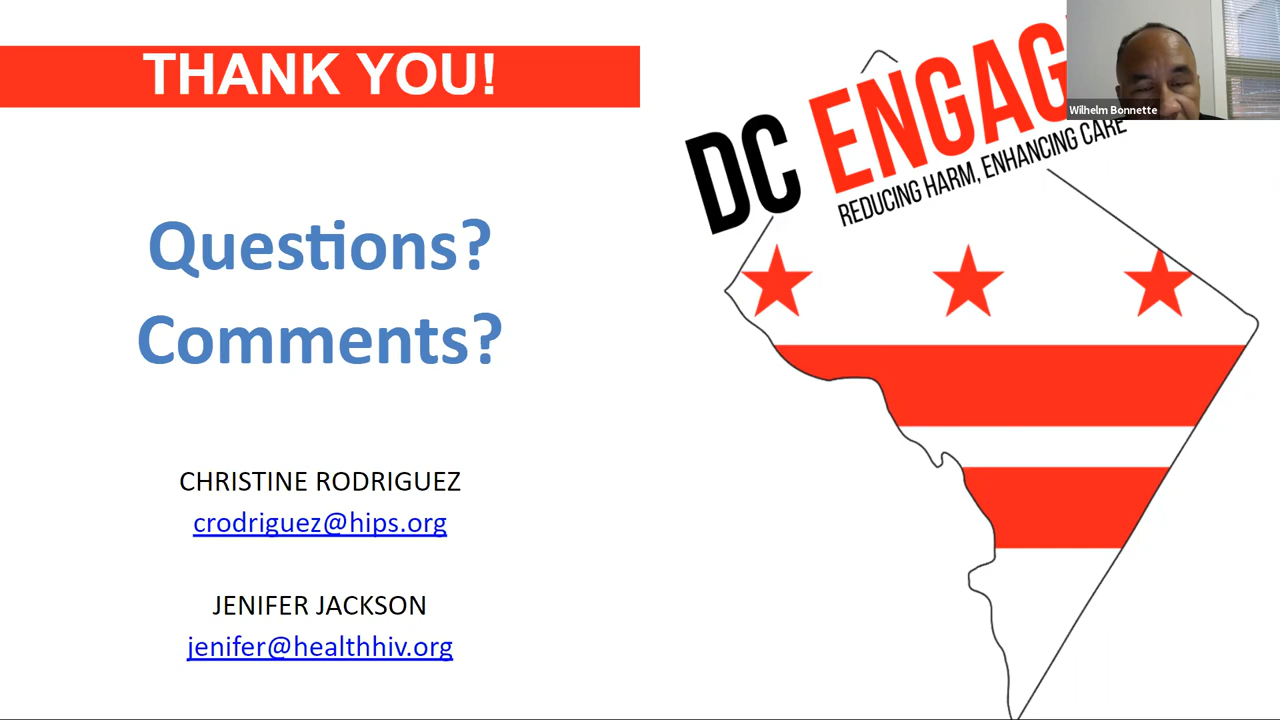 THANK YOU!
Questions?
Comments?
CHRISTINE RODRIGUEZ
crodriguez@hips.org
JENIFER JACKSON
jenifer@healthhiv.org
DC ENGAG
REDUCING HARM, ENHANCING CARE
Wilhelm Bonnette